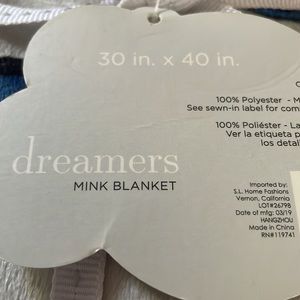 30 in. x 40 in.
100% Polyester - M
See sewn-in label for com
100% Poliéster - La
Ver la etiqueta p
los detal
dreamers
MINK BLANKET
Imported by:
S.L. Home Fashions
Vernon, California
LOT#26798
Date of mfg: 03/19
HANGZHOU
Made in China
RN#119741